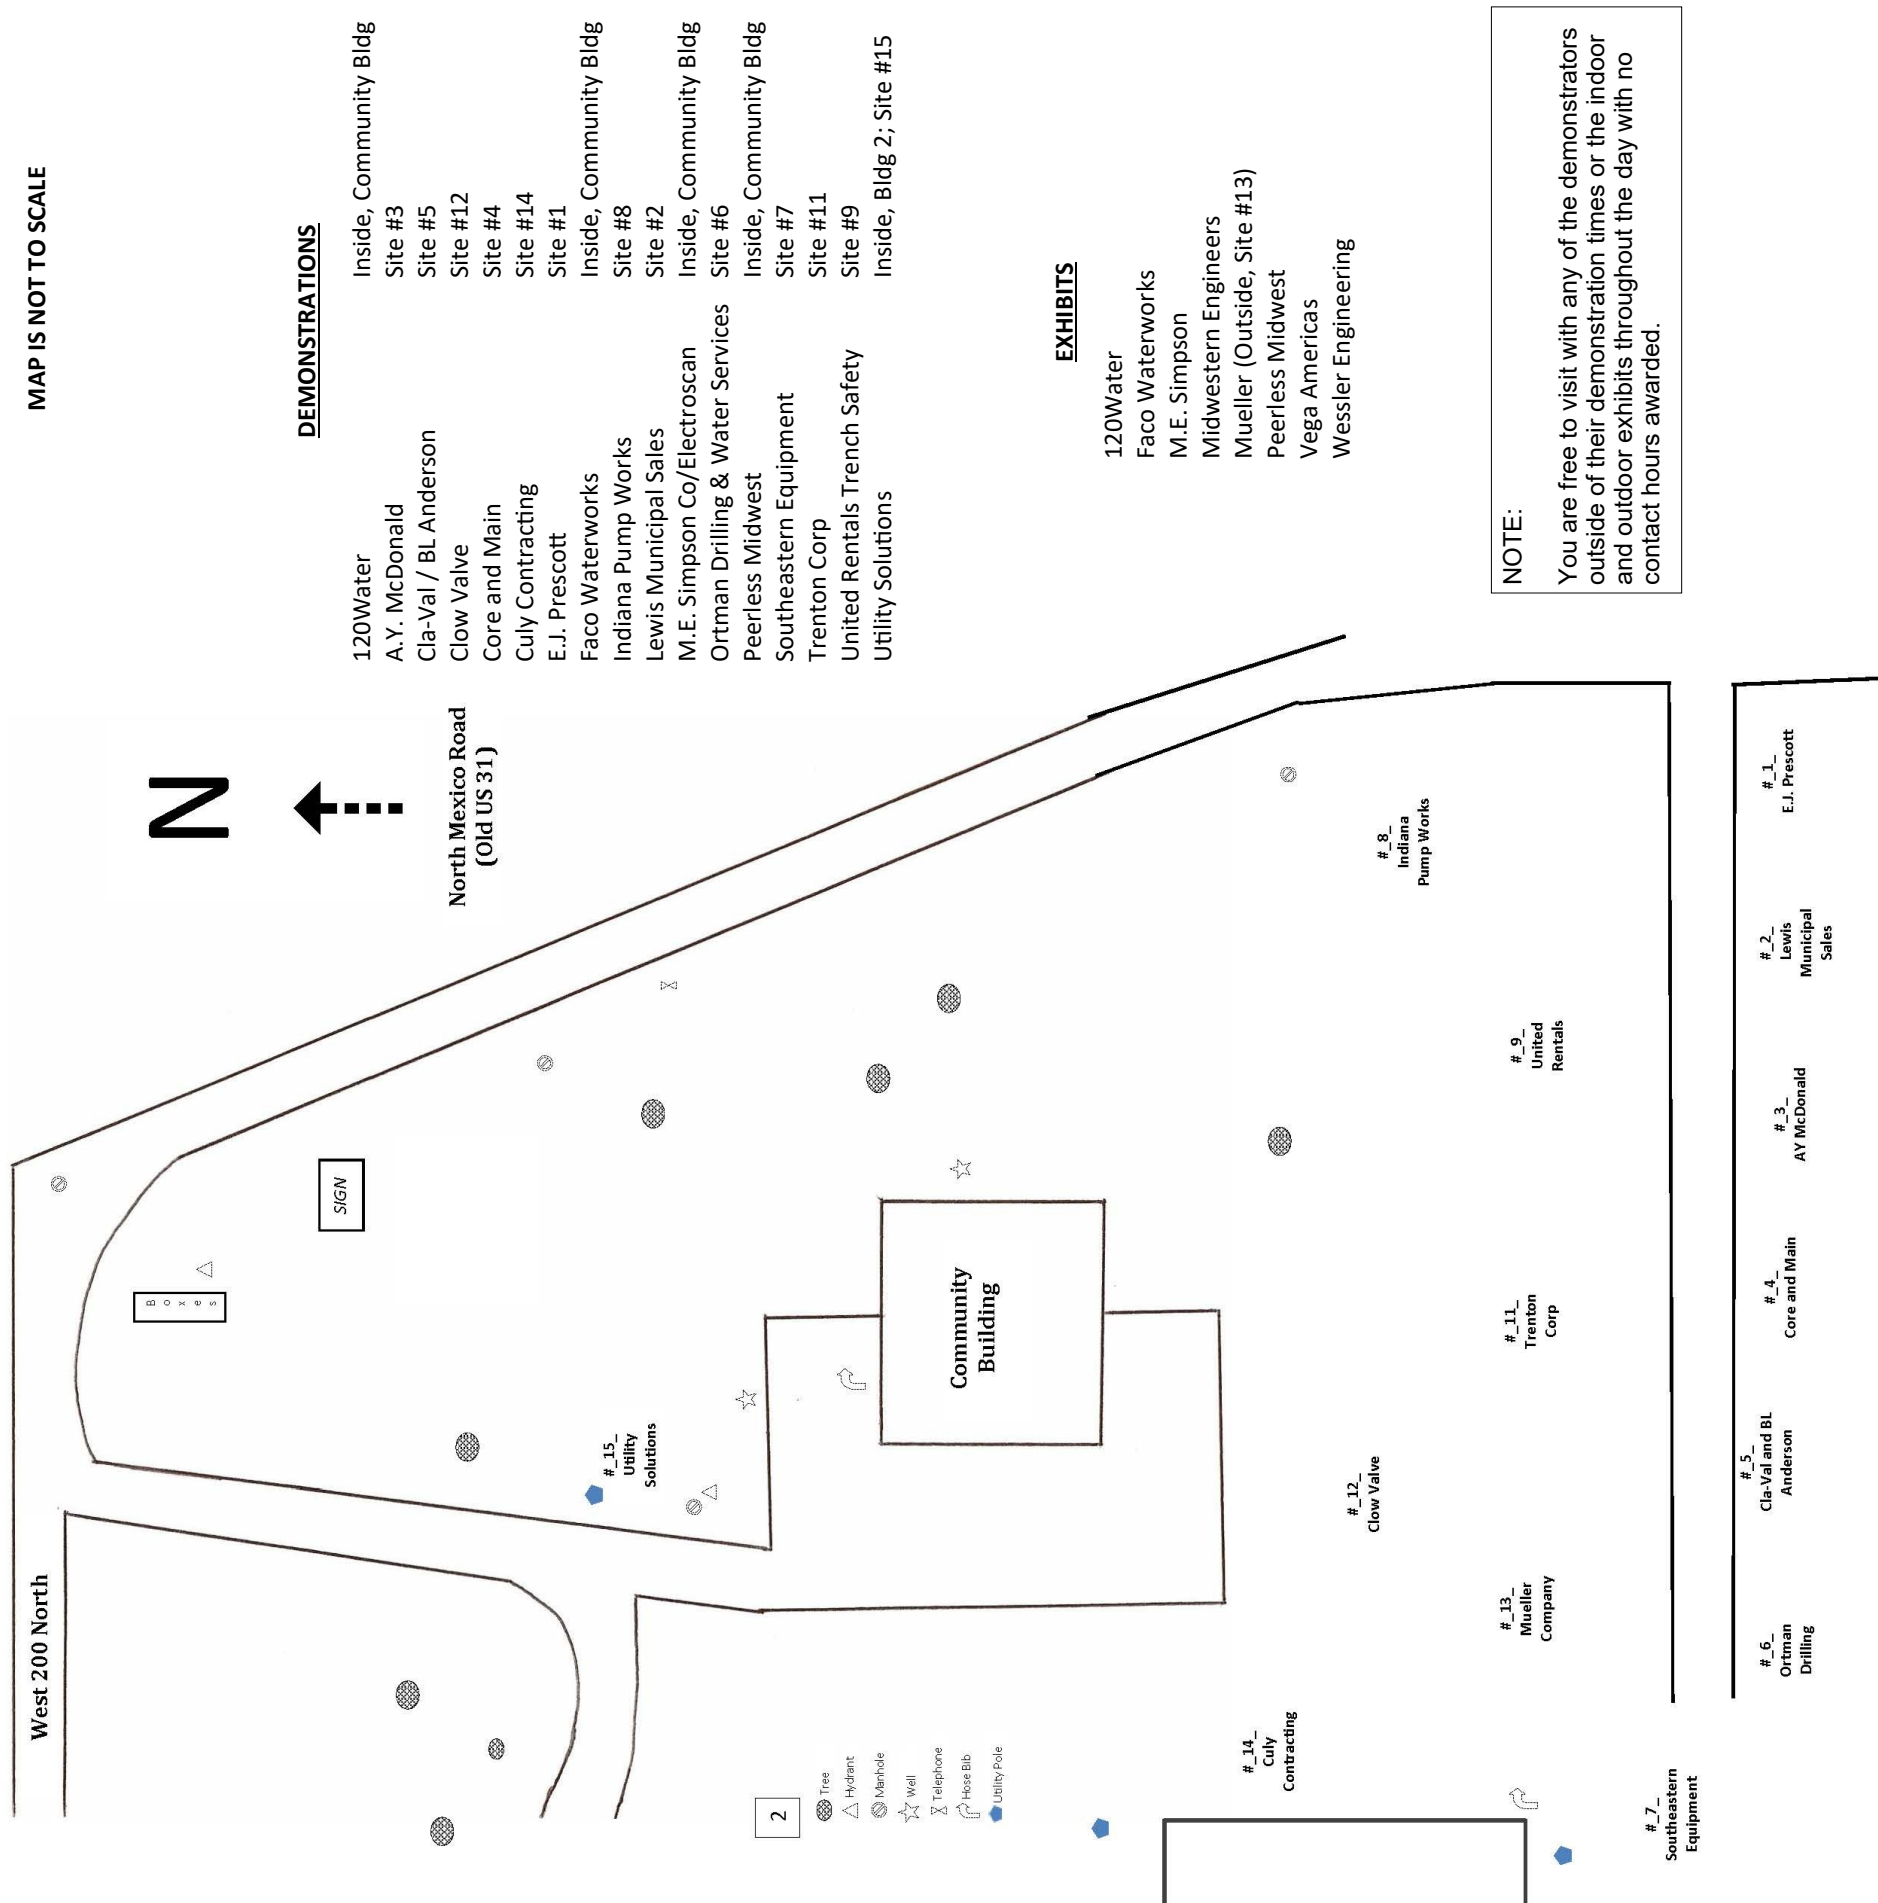 MAP IS NOT TO SCALE
West 200 North
North Mexico Road
(Old US 31)
N
DEMONSTRATIONS
120Water Inside, Community Bldg
A.Y. McDonald Site #3
Cla-Val / BL Anderson Site #5
Clow Valve Site #12
Core and Main Site #4
Culy Contracting Site #14
E.J. Prescott Site #1
Faco Waterworks Inside, Community Bldg
Indiana Pump Works Site #8
Lewis Municipal Sales Site #2
M.E. Simpson Co/Electroscan Inside, Community Bldg
Ortman Drilling & Water Services Site #6
Peerless Midwest Inside, Community Bldg
Southeastern Equipment Site #7
Trenton Corp Site #11
United Rentals Trench Safety Site #9
Utility Solutions Inside, Bldg 2; Site #15
EXHIBITS
120Water
Faco Waterworks
M.E. Simpson
Midwestern Engineers
Mueller (Outside, Site #13)
Peerless Midwest
Vega Americas
Wessler Engineering
NOTE:
You are free to visit with any of the demonstrators
outside of their demonstration times or the indoor
and outdoor exhibits throughout the day with no
contact hours awarded.
Boxes
SIGN
#_15_
Utility
Solutions
Community
Building
2
Tree
Hydrant
Manhole
Well
Telephone
Hose Bib
Utility Pole
#_14_
Culy
Contracting
#_12_
Clow Valve
#_8_
Indiana
Pump Works
#_13_
Mueller
Company
#_11_
Trenton
Corp
#_9_
United
Rentals
#_7_
Southeastern
Equipment
#_6_
Ortman
Drilling
#_5_
Cla-Val and BL
Anderson
#_4_
Core and Main
#_3_
AY McDonald
#_2_
Lewis
Municipal
Sales
#_1_
E.J. Prescott